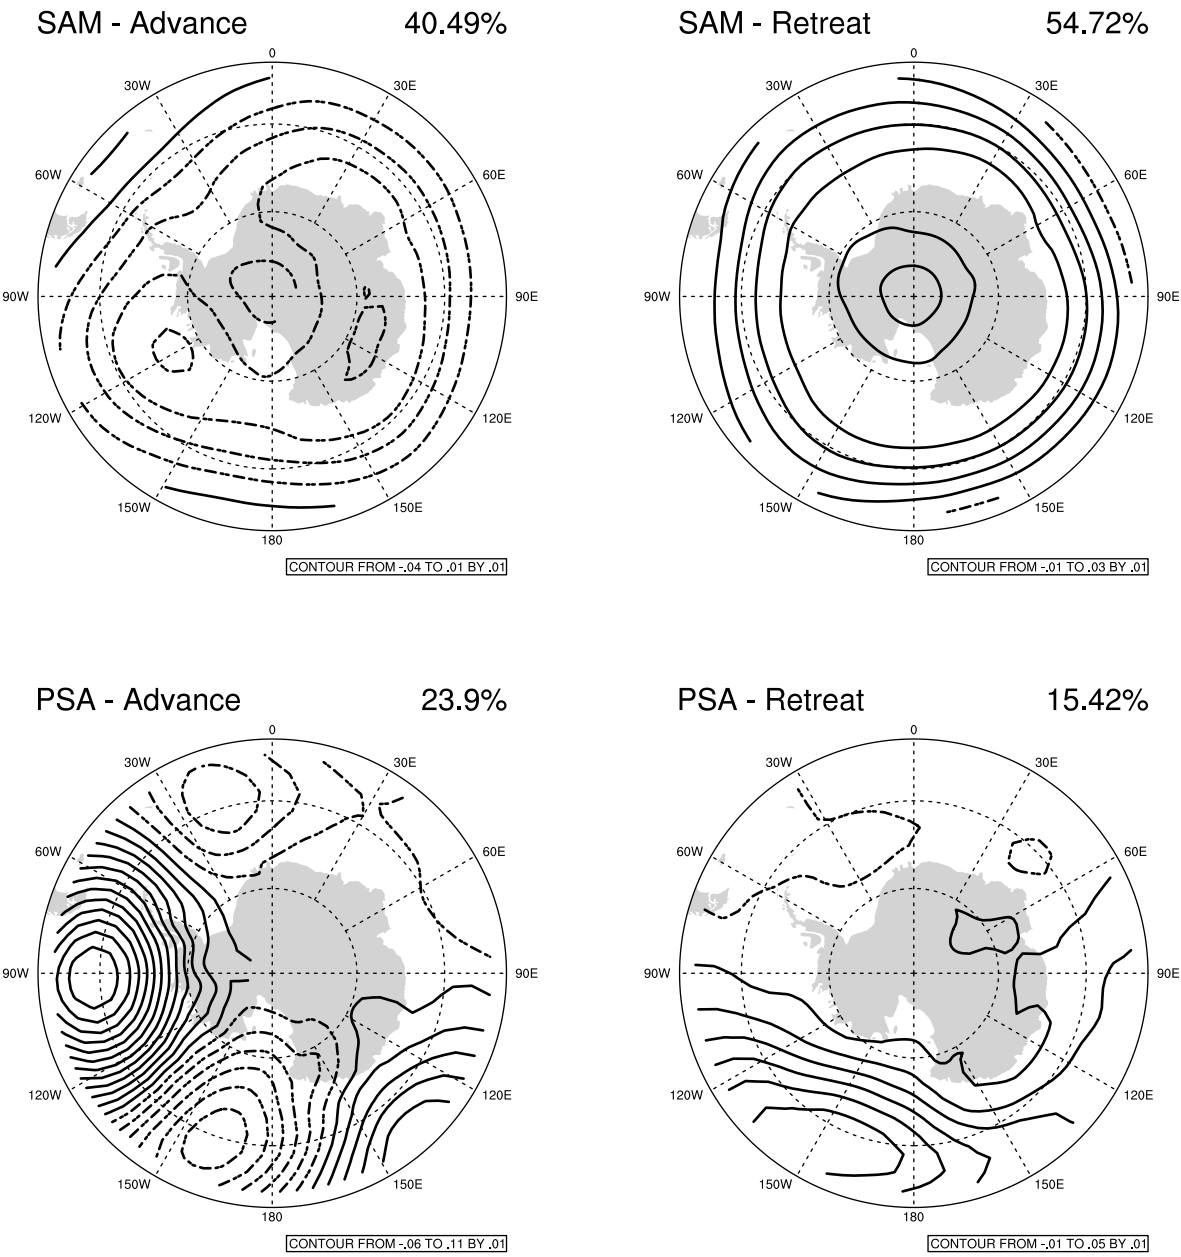 SAM - Advance 40.49%
0
30W 30E
60W 60E
90W 90E
120W 120E
150W 150E
180
CONTOUR FROM -.04 TO .01 BY .01
SAM - Retreat 54.72%
0
30W 30E
60W 60E
90W 90E
120W 120E
150W 150E
180
CONTOUR FROM -.01 TO .03 BY .01
PSA - Advance 23.9%
0
30W 30E
60W 60E
90W 90E
120W 120E
150W 150E
180
CONTOUR FROM -.06 TO .11 BY .01
PSA - Retreat 15.42%
0
30W 30E
60W 60E
90W 90E
120W 120E
150W 150E
180
CONTOUR FROM -.01 TO .05 BY .01